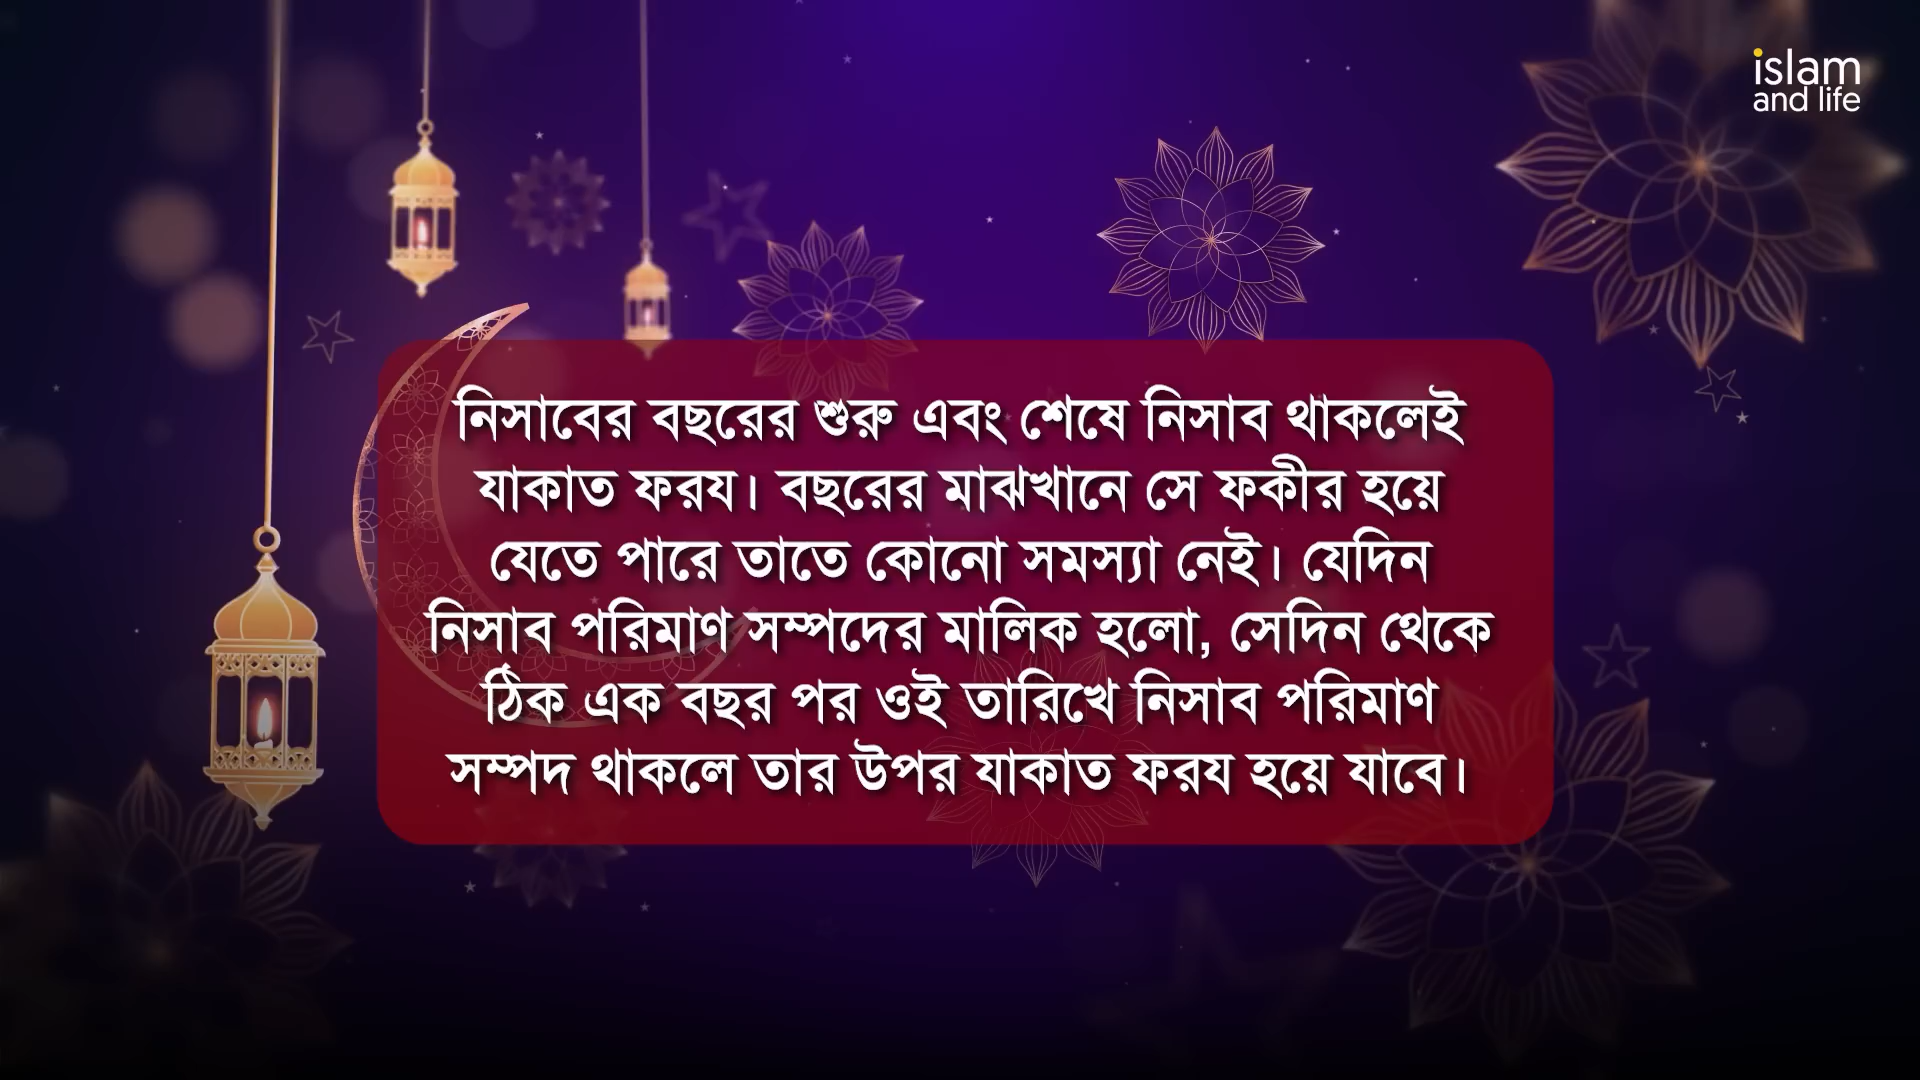 islam
and life
নিসাবের বছরের শুরু এবং শেষে নিসাব থাকলেই
যাকাত ফরয। বছরের মাঝখানে সে ফকীর হয়ে
যেতে পারে তাতে কোনো সমস্যা নেই। যেদিন
নিসাব পরিমাণ সম্পদের মালিক হলো, সেদিন থেকে
ঠিক এক বছর পর ওই তারিখে নিসাব পরিমাণ
সম্পদ থাকলে তার উপর যাকাত ফরয হয়ে যাবে।